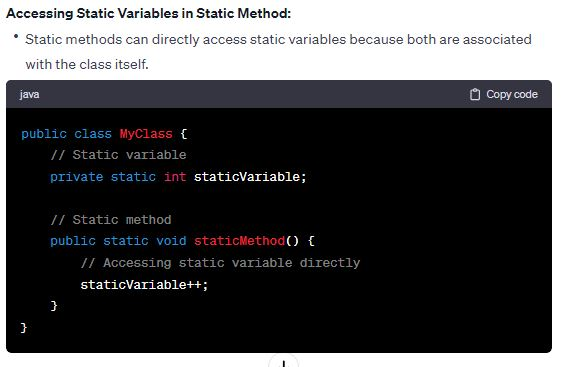 Accessing Static Variables in Static Method:
• Static methods can directly access static variables because both are associated
with the class itself.
java Copy code
public class MyClass {
    // Static variable
    private static int staticVariable;

    // Static method
    public static void staticMethod() {
        // Accessing static variable directly
        staticVariable++;
    }
}